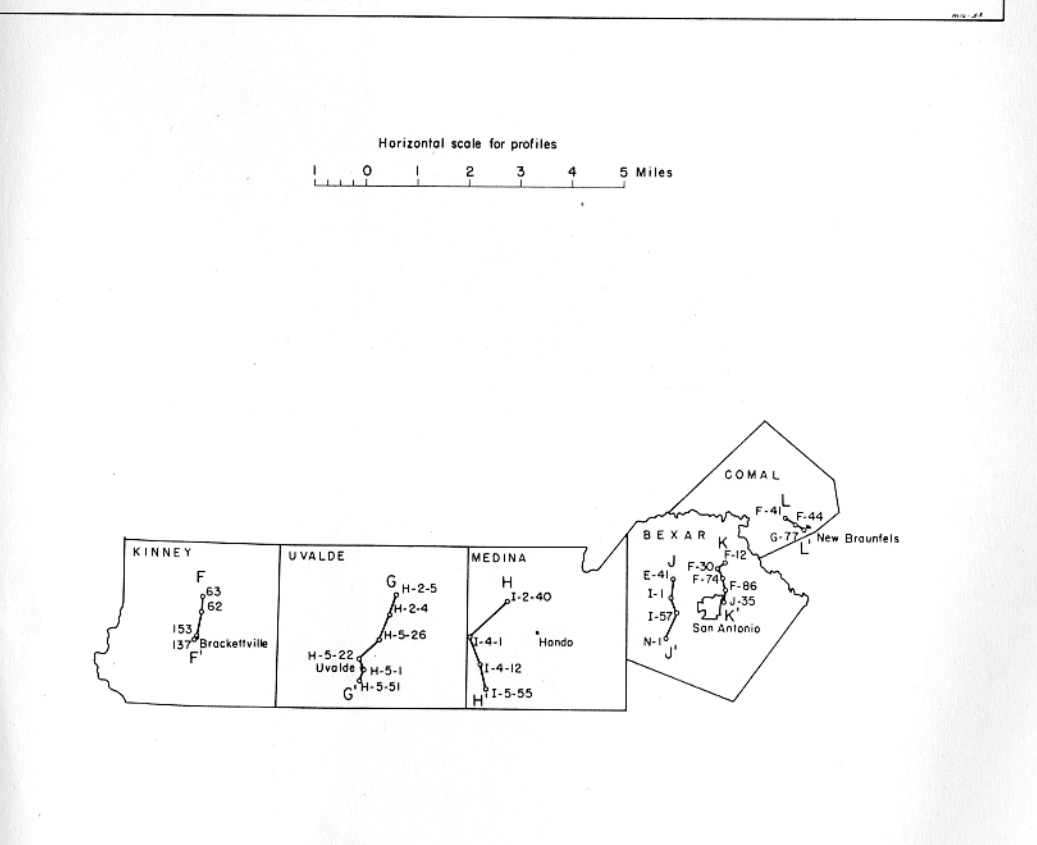 Horizontal scale for profiles
1 0 1 2 3 4 5 Miles
COMAL
L
F-41 F-44
G-77 New Braunfels
L'
BEXAR
K
F-12
J
F-30
E-41 F-74
F-86
I-1
J-35
I-57 K'
San Antonio
N-1
J'
KINNEY
F
63
62
153
137 Brackettville
F'
UVALDE
G H-2-5
H-2-4
H-5-26
H-5-22
Uvalde H-5-1
G' H-5-51
MEDINA
H
I-2-40
I-4-1 Hondo
I-4-12
I-5-55
H'